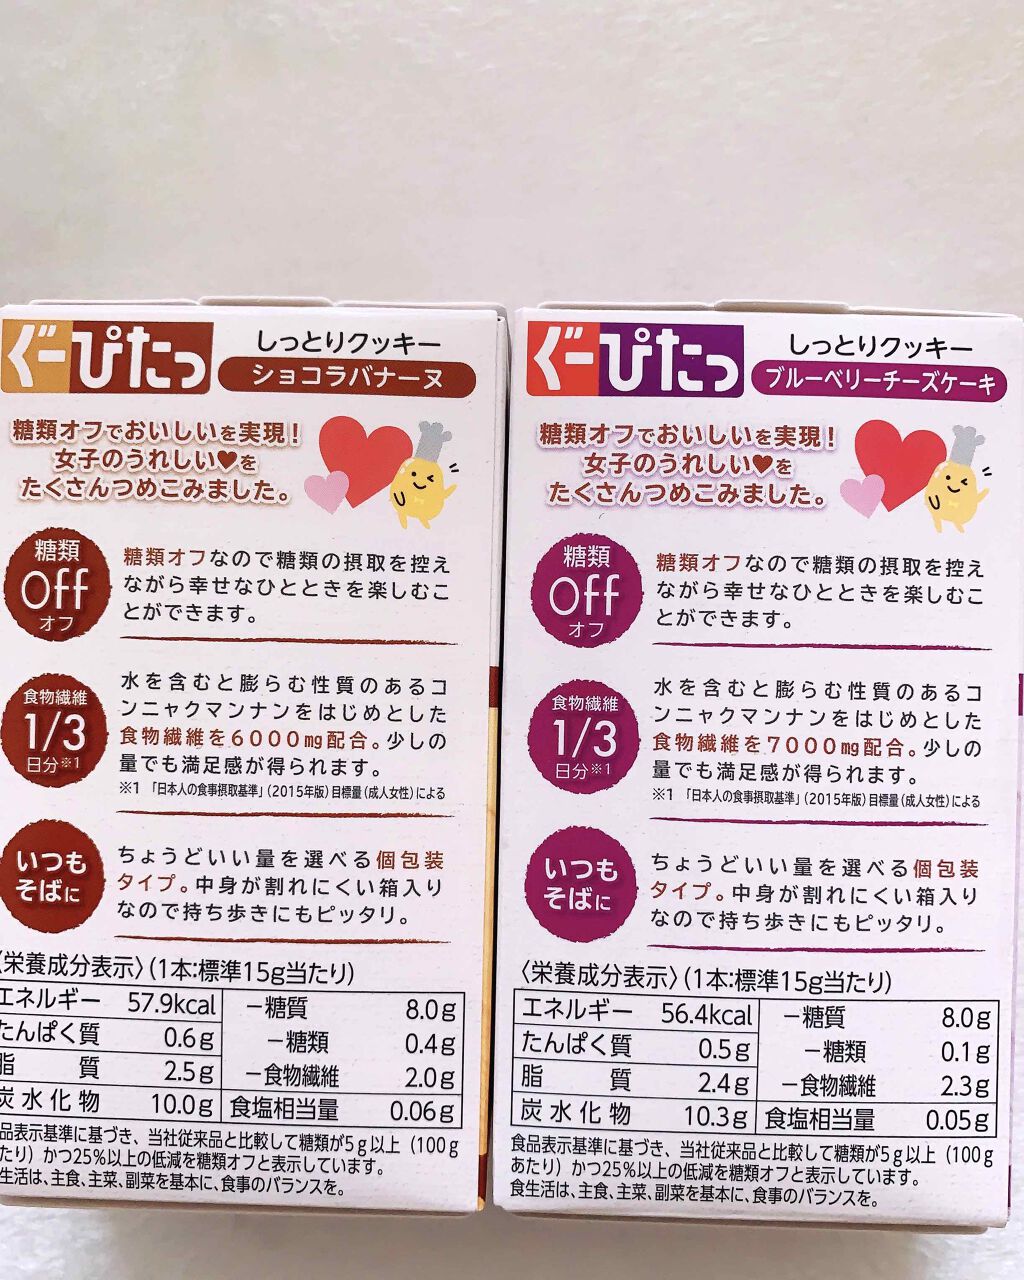 ぐーぴたっ
しっとりクッキー
ショコラバナーヌ
糖類オフでおいしいを実現！
女子のうれしい♥を
たくさんつめこみました。
糖類
Off
オフ
糖類オフなので糖類の摂取を控え
ながら幸せなひとときを楽しむこ
とができます。
食物繊維
1/3
日分※1
水を含むと膨らむ性質のあるコ
ンニャクマンナンをはじめとした
食物繊維を6000mg配合。少しの
量でも満足感が得られます。
※1 「日本人の食事摂取基準」（2015年版）目標量（成人女性）による
いつも
そばに
ちょうどいい量を選べる個包装
タイプ。中身が割れにくい箱入り
なので持ち歩きにもピッタリ。
〈栄養成分表示〉（1本:標準15g当たり）
エネルギー 57.9kcal －糖質 8.0g
たんぱく質 0.6g －糖類 0.4g
脂質 2.5g －食物繊維 2.0g
炭水化物 10.0g 食塩相当量 0.06g
品表示基準に基づき、当社従来品と比較して糖類が5g以上（100g
たり）かつ25%以上の低減を糖類オフと表示しています。
生活は、主食、主菜、副菜を基本に、食事のバランスを。
ぐーぴたっ
しっとりクッキー
ブルーベリーチーズケーキ
糖類オフでおいしいを実現！
女子のうれしい♥を
たくさんつめこみました。
糖類
Off
オフ
糖類オフなので糖類の摂取を控え
ながら幸せなひとときを楽しむこ
とができます。
食物繊維
1/3
日分※1
水を含むと膨らむ性質のあるコ
ンニャクマンナンをはじめとした
食物繊維を7000mg配合。少しの
量でも満足感が得られます。
※1 「日本人の食事摂取基準」（2015年版）目標量（成人女性）による
いつも
そばに
ちょうどいい量を選べる個包装
タイプ。中身が割れにくい箱入り
なので持ち歩きにもピッタリ。
〈栄養成分表示〉（1本:標準15g当たり）
エネルギー 56.4kcal －糖質 8.0g
たんぱく質 0.5g －糖類 0.1g
脂質 2.4g －食物繊維 2.3g
炭水化物 10.3g 食塩相当量 0.05g
食品表示基準に基づき、当社従来品と比較して糖類が5g以上（100g
あたり）かつ25%以上の低減を糖類オフと表示しています。
食生活は、主食、主菜、副菜を基本に、食事のバランスを。